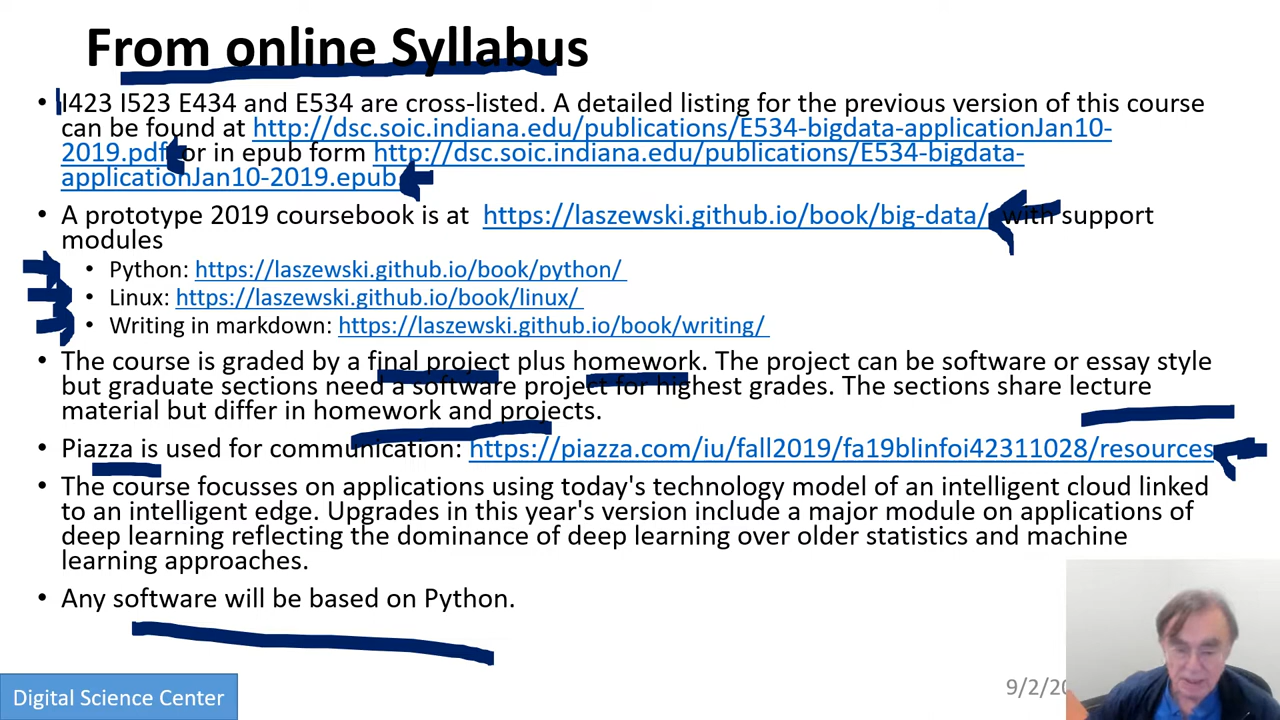 From online Syllabus
• I423 I523 E434 and E534 are cross-listed. A detailed listing for the previous version of this course
can be found at http://dsc.soic.indiana.edu/publications/E534-bigdata-applicationJan10-
2019.pdf or in epub form http://dsc.soic.indiana.edu/publications/E534-bigdata-
applicationJan10-2019.epub
• A prototype 2019 coursebook is at https://laszewski.github.io/book/big-data/ with support
modules
• Python: https://laszewski.github.io/book/python/
• Linux: https://laszewski.github.io/book/linux/
• Writing in markdown: https://laszewski.github.io/book/writing/
• The course is graded by a final project plus homework. The project can be software or essay style
but graduate sections need a software project for highest grades. The sections share lecture
material but differ in homework and projects.
• Piazza is used for communication: https://piazza.com/iu/fall2019/fa19blinfoi42311028/resources
• The course focusses on applications using today's technology model of an intelligent cloud linked
to an intelligent edge. Upgrades in this year's version include a major module on applications of
deep learning reflecting the dominance of deep learning over older statistics and machine
learning approaches.
• Any software will be based on Python.
Digital Science Center